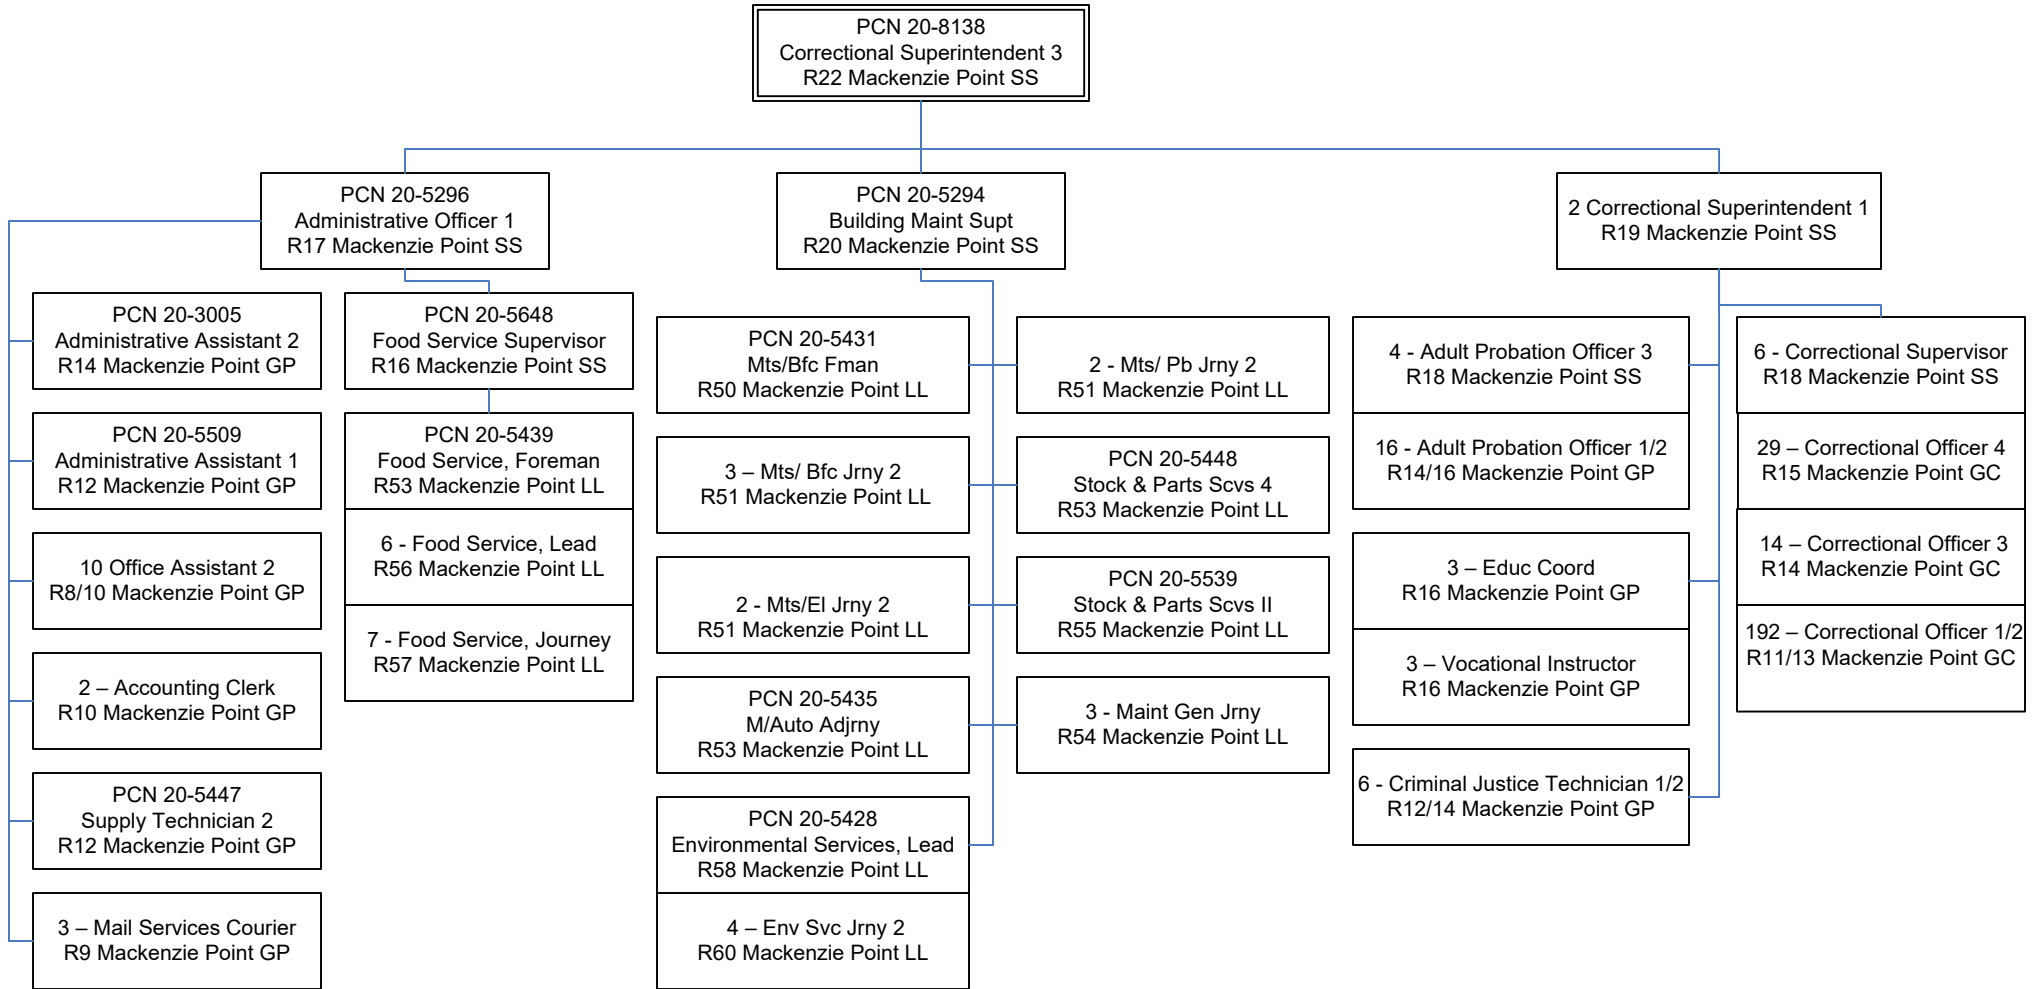 PCN 20-8138
Correctional Superintendent 3
R22 Mackenzie Point SS
PCN 20-5296
Administrative Officer 1
R17 Mackenzie Point SS
PCN 20-5294
Building Maint Supt
R20 Mackenzie Point SS
2 Correctional Superintendent 1
R19 Mackenzie Point SS
PCN 20-3005
Administrative Assistant 2
R14 Mackenzie Point GP
PCN 20-5509
Administrative Assistant 1
R12 Mackenzie Point GP
10 Office Assistant 2
R8/10 Mackenzie Point GP
2 – Accounting Clerk
R10 Mackenzie Point GP
PCN 20-5447
Supply Technician 2
R12 Mackenzie Point GP
3 – Mail Services Courier
R9 Mackenzie Point GP
PCN 20-5648
Food Service Supervisor
R16 Mackenzie Point SS
PCN 20-5439
Food Service, Foreman
R53 Mackenzie Point LL
6 - Food Service, Lead
R56 Mackenzie Point LL
7 - Food Service, Journey
R57 Mackenzie Point LL
PCN 20-5431
Mts/Bfc Fman
R50 Mackenzie Point LL
3 – Mts/ Bfc Jrny 2
R51 Mackenzie Point LL
2 - Mts/El Jrny 2
R51 Mackenzie Point LL
PCN 20-5435
M/Auto Adjrny
R53 Mackenzie Point LL
PCN 20-5428
Environmental Services, Lead
R58 Mackenzie Point LL
4 – Env Svc Jrny 2
R60 Mackenzie Point LL
2 - Mts/ Pb Jrny 2
R51 Mackenzie Point LL
PCN 20-5448
Stock & Parts Scvs 4
R53 Mackenzie Point LL
PCN 20-5539
Stock & Parts Scvs II
R55 Mackenzie Point LL
3 - Maint Gen Jrny
R54 Mackenzie Point LL
4 - Adult Probation Officer 3
R18 Mackenzie Point SS
16 - Adult Probation Officer 1/2
R14/16 Mackenzie Point GP
3 – Educ Coord
R16 Mackenzie Point GP
3 – Vocational Instructor
R16 Mackenzie Point GP
6 - Criminal Justice Technician 1/2
R12/14 Mackenzie Point GP
6 - Correctional Supervisor
R18 Mackenzie Point SS
29 – Correctional Officer 4
R15 Mackenzie Point GC
14 – Correctional Officer 3
R14 Mackenzie Point GC
192 – Correctional Officer 1/2
R11/13 Mackenzie Point GC